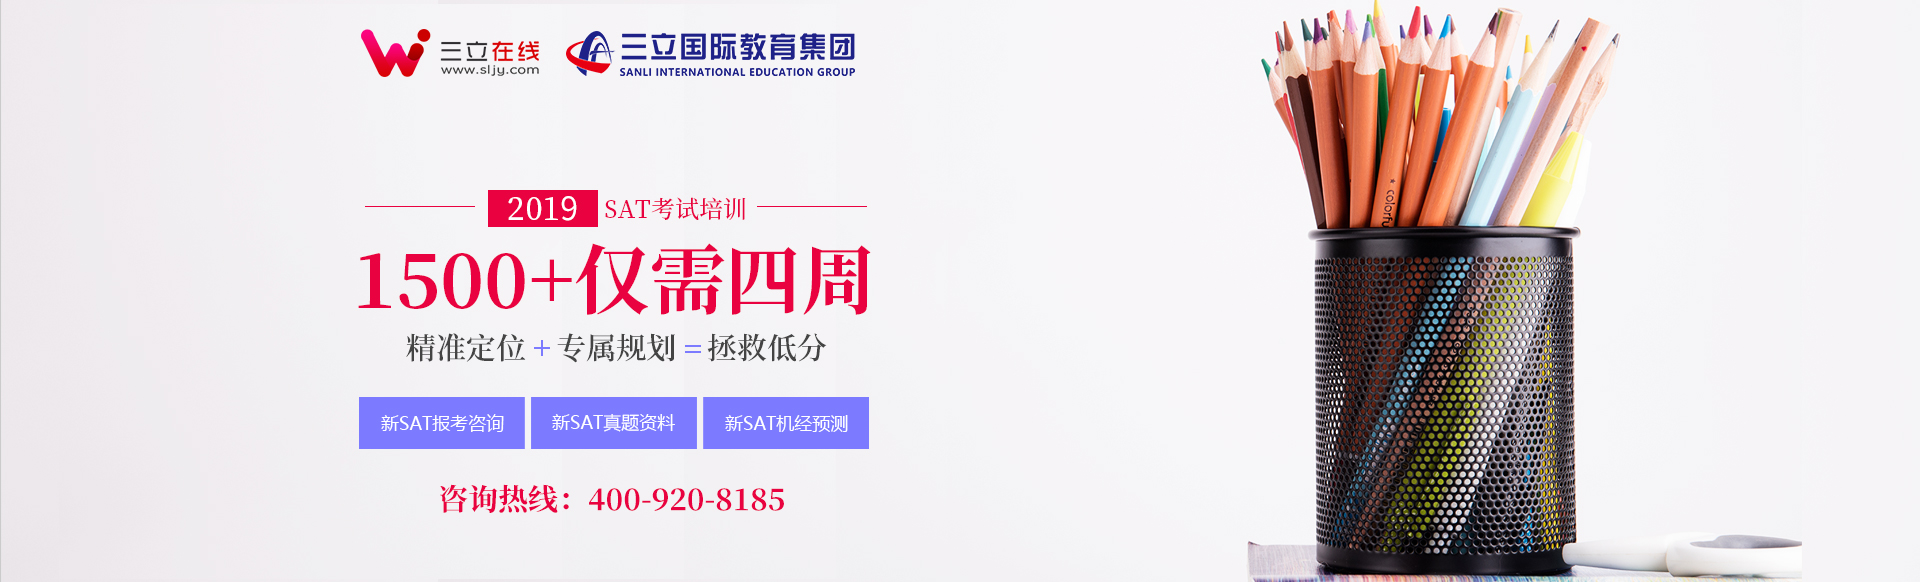 三立在线
www.sljy.com
三立国际教育集团
SANLI INTERNATIONAL EDUCATION GROUP
2019 SAT考试培训
1500+仅需四周
精准定位+专属规划=拯救低分
新SAT报考咨询
新SAT真题资料
新SAT机经预测
咨询热线：400-920-8185